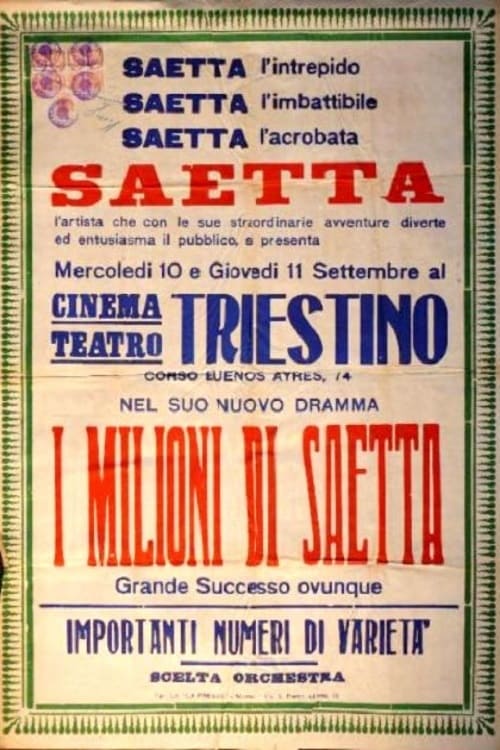 SAETTA l'intrepido
SAETTA l'imbattibile
SAETTA l'acrobata
SAETTA
l'artista che con le sue straordinarie avventure diverte
ed entusiasma il pubblico, si presenta
Mercoledì 10 e Giovedì 11 Settembre al
CINEMA
TEATRO
TRIESTINO
CORSO BUENOS AYRES, 74
NEL SUO NUOVO DRAMMA
I MILIONI DI SAETTA
Grande Successo ovunque
IMPORTANTI NUMERI DI VARIETA'
SCELTA ORCHESTRA